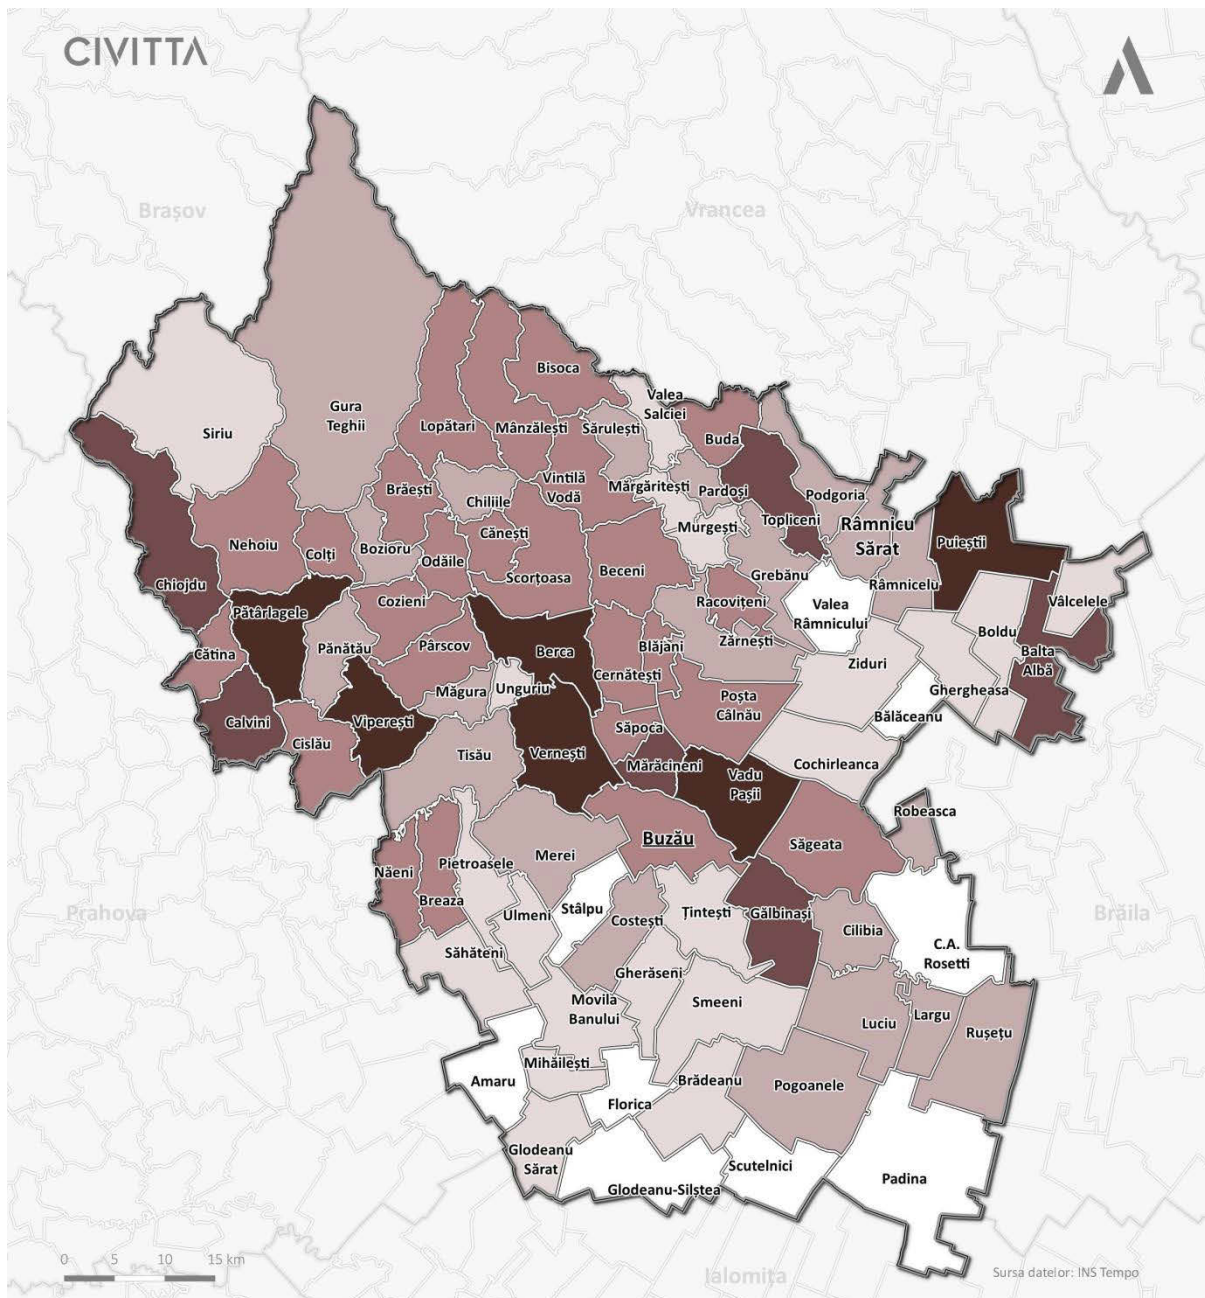 CIVITTA
Brașov
Vrancea
Bisoca
Valea
Salciei
Gura
Teghii
Lopătari
Mânzălești
Sărulești
Buda
Siriu
Vintilă
Vodă
Mărgăritești
Pardoși
Podgoria
Brăești
Chiliile
Topliceni
Râmnicu
Sărat
Murgești
Puieștii
Nehoiu
Colți
Bozioru
Odăile
Cănești
Scorțoasa
Beceni
Grebănu
Râmnicelu
Chiojdu
Cozieni
Racovițeni
Valea
Râmnicului
Vâlcelele
Pătârlagele
Boldu
Zărnești
Pănătău
Pârscov
Berca
Blăjani
Balta
Albă
Cătina
Ziduri
Cernătești
Măgura
Unguriu
Ghergheasa
Poșta
Câlnău
Calvini
Viperești
Bălăceanu
Săpoca
Cislău
Tisău
Vernești
Mărăcineni
Cochirleanca
Vadu
Pașii
Robeasca
Buzău
Săgeata
Merei
Pietroasele
Năeni
Breaza
Stâlpu
Ulmeni
Costești
Țintești
Gălbinași
Prahova
Brăila
Cilibia
C.A.
Rosetti
Săhăteni
Gherăseni
Movila
Banului
Smeeni
Luciu
Largu
Rușețu
Mihăilești
Amaru
Brădeanu
Pogoanele
Florica
Glodeanu
Sărat
Scutelnici
Padina
Glodeanu-Silștea
0 5 10 15 km
Ialomița
Sursa datelor: INS Tempo